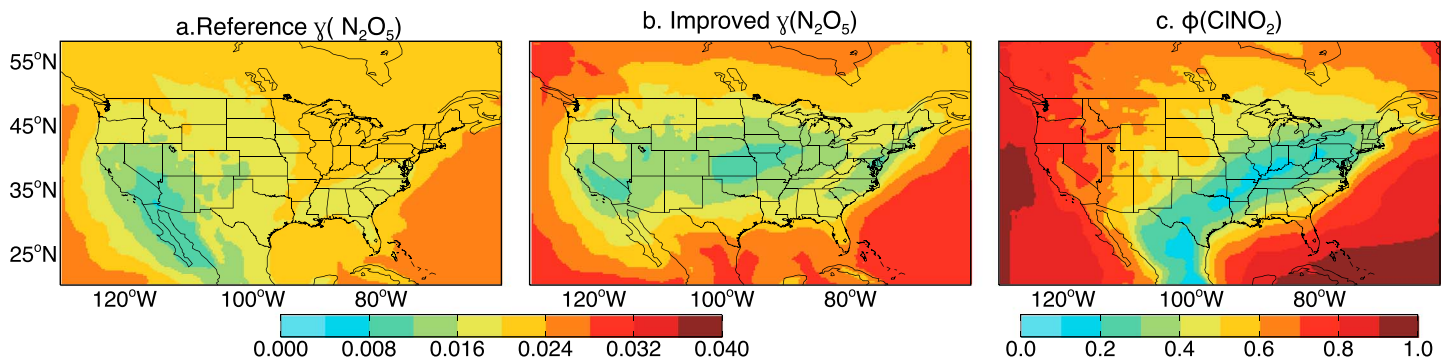 a.Reference γ( N₂O₅)
b. Improved γ(N₂O₅)
c. ϕ(ClNO₂)
55°N
45°N
35°N
25°N
120°W 100°W 80°W
120°W 100°W 80°W
120°W 100°W 80°W
0.000 0.008 0.016 0.024 0.032 0.040
0.0 0.2 0.4 0.6 0.8 1.0